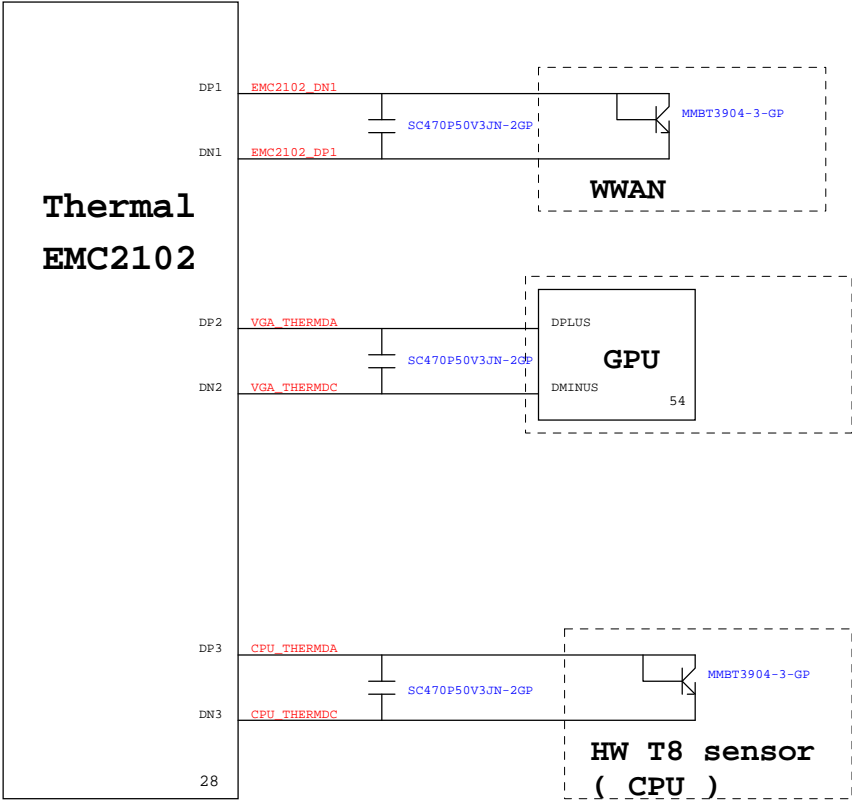 DP1 EMC2102_DN1
SC470P50V3JN-2GP
MMBT3904-3-GP
DN1 EMC2102_DP1
WWAN
Thermal
EMC2102
DP2 VGA_THERMDA
DPLUS
SC470P50V3JN-2GP
GPU
DN2 VGA_THERMDC
DMINUS
54
DP3 CPU_THERMDA
SC470P50V3JN-2GP
MMBT3904-3-GP
DN3 CPU_THERMDC
HW T8 sensor
( CPU )
28